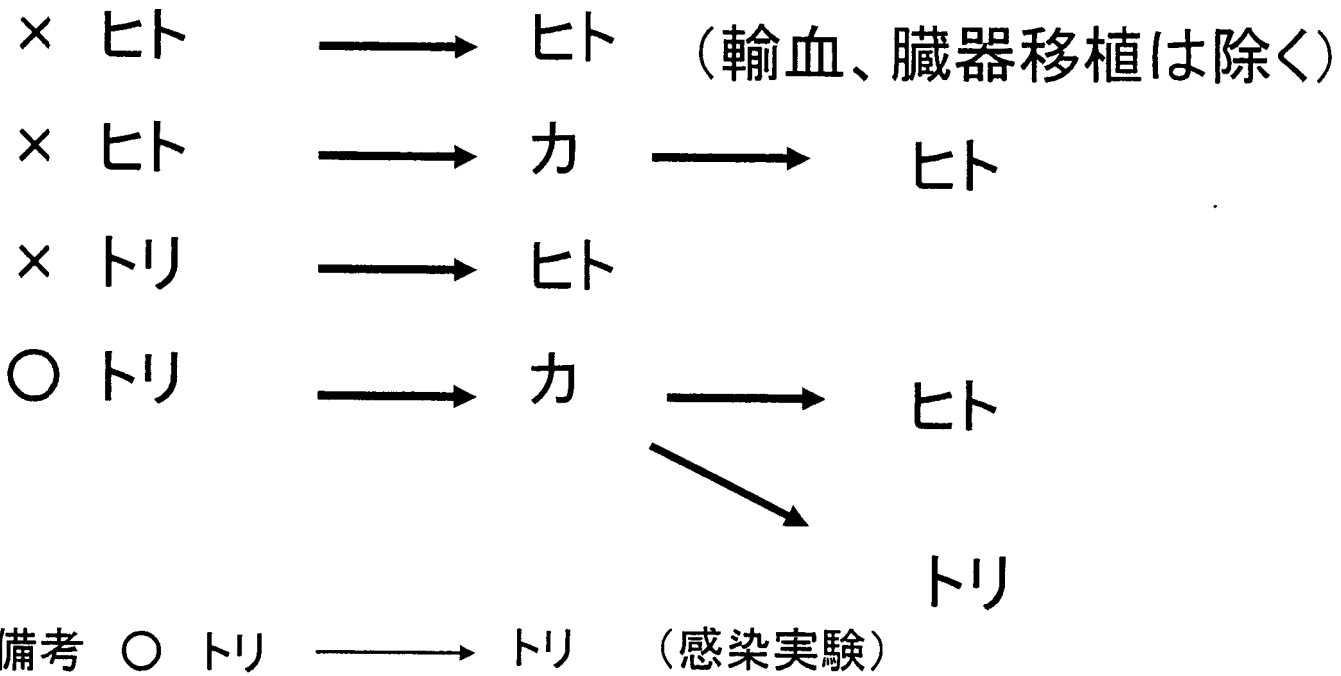 × ヒト → ヒト (輸血、臓器移植は除く)
× ヒト → カ → ヒト
× トリ → ヒト
○ トリ → カ → ヒト
トリ
備考 ○ トリ → トリ (感染実験)